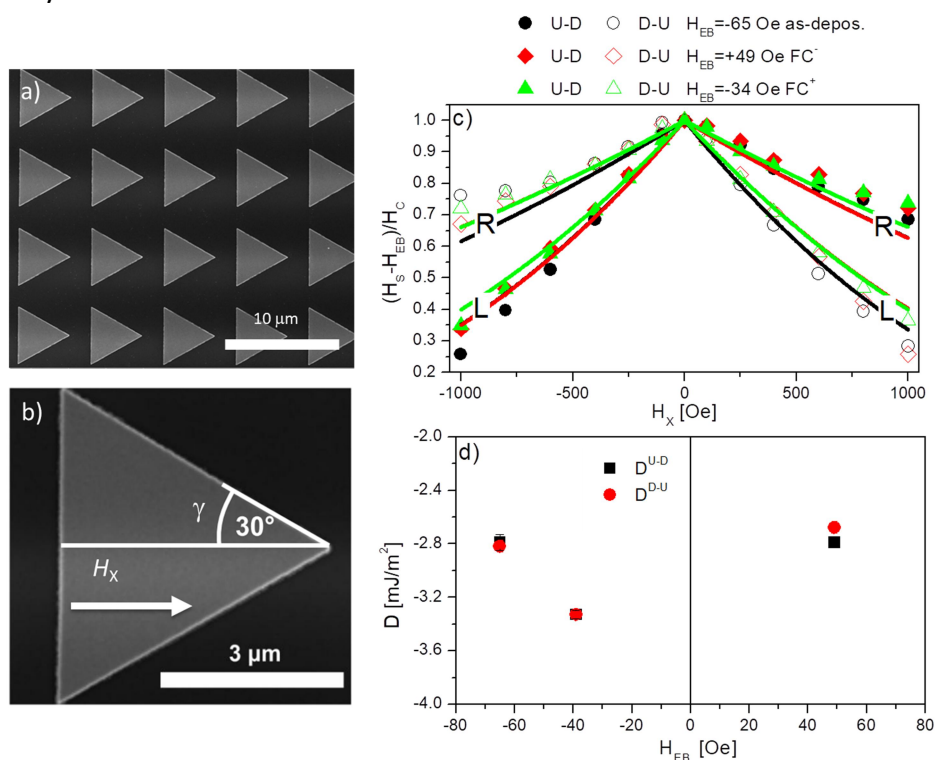 U-D D-U H_EB=-65 Oe as-depos.
U-D D-U H_EB=+49 Oe FC⁻
U-D D-U H_EB=-34 Oe FC⁺
a)
10 µm
b)
γ
30°
H_X
3 µm
c)
(H_S-H_EB)/H_C
1.0
0.9
0.8
0.7
0.6
0.5
0.4
0.3
0.2
R
R
L
L
-1000 -500 0 500 1000
H_X [Oe]
d)
D^U-D
D^D-U
D [mJ/m²]
-2.0
-2.4
-2.8
-3.2
-3.6
-4.0
-80 -60 -40 -20 0 20 40 60 80
H_EB [Oe]